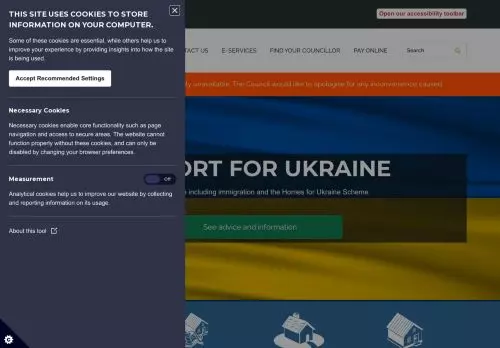 THIS SITE USES COOKIES TO STORE
INFORMATION ON YOUR COMPUTER.
Some of these cookies are essential, while others help us to
improve your experience by providing insights into how the site
is being used.
Accept Recommended Settings
Necessary Cookies
Necessary cookies enable core functionality such as page
navigation and access to secure areas. The website cannot
function properly without these cookies, and can only be
disabled by changing your browser preferences.
Measurement
Off
Analytical cookies help us to improve our website by collecting
and reporting information on its usage.
About this tool
Open our accessibility toolbar
US
E-SERVICES
FIND YOUR COUNCILLOR
PAY ONLINE
Search
unavailable. The Council would like to apologise for any inconvenience caused.
ORT FOR UKRAINE
including immigration and the Homes for Ukraine Scheme.
See advice and information